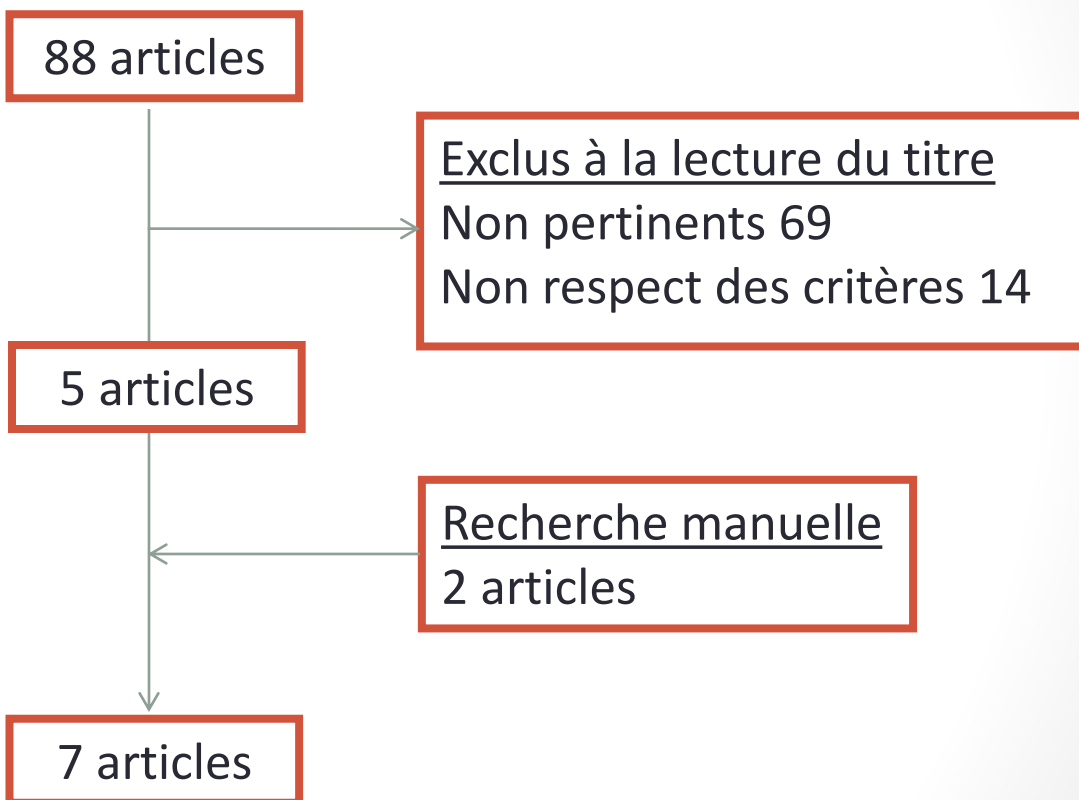 88 articles
Exclus à la lecture du titre
Non pertinents 69
Non respect des critères 14
5 articles
Recherche manuelle
2 articles
7 articles